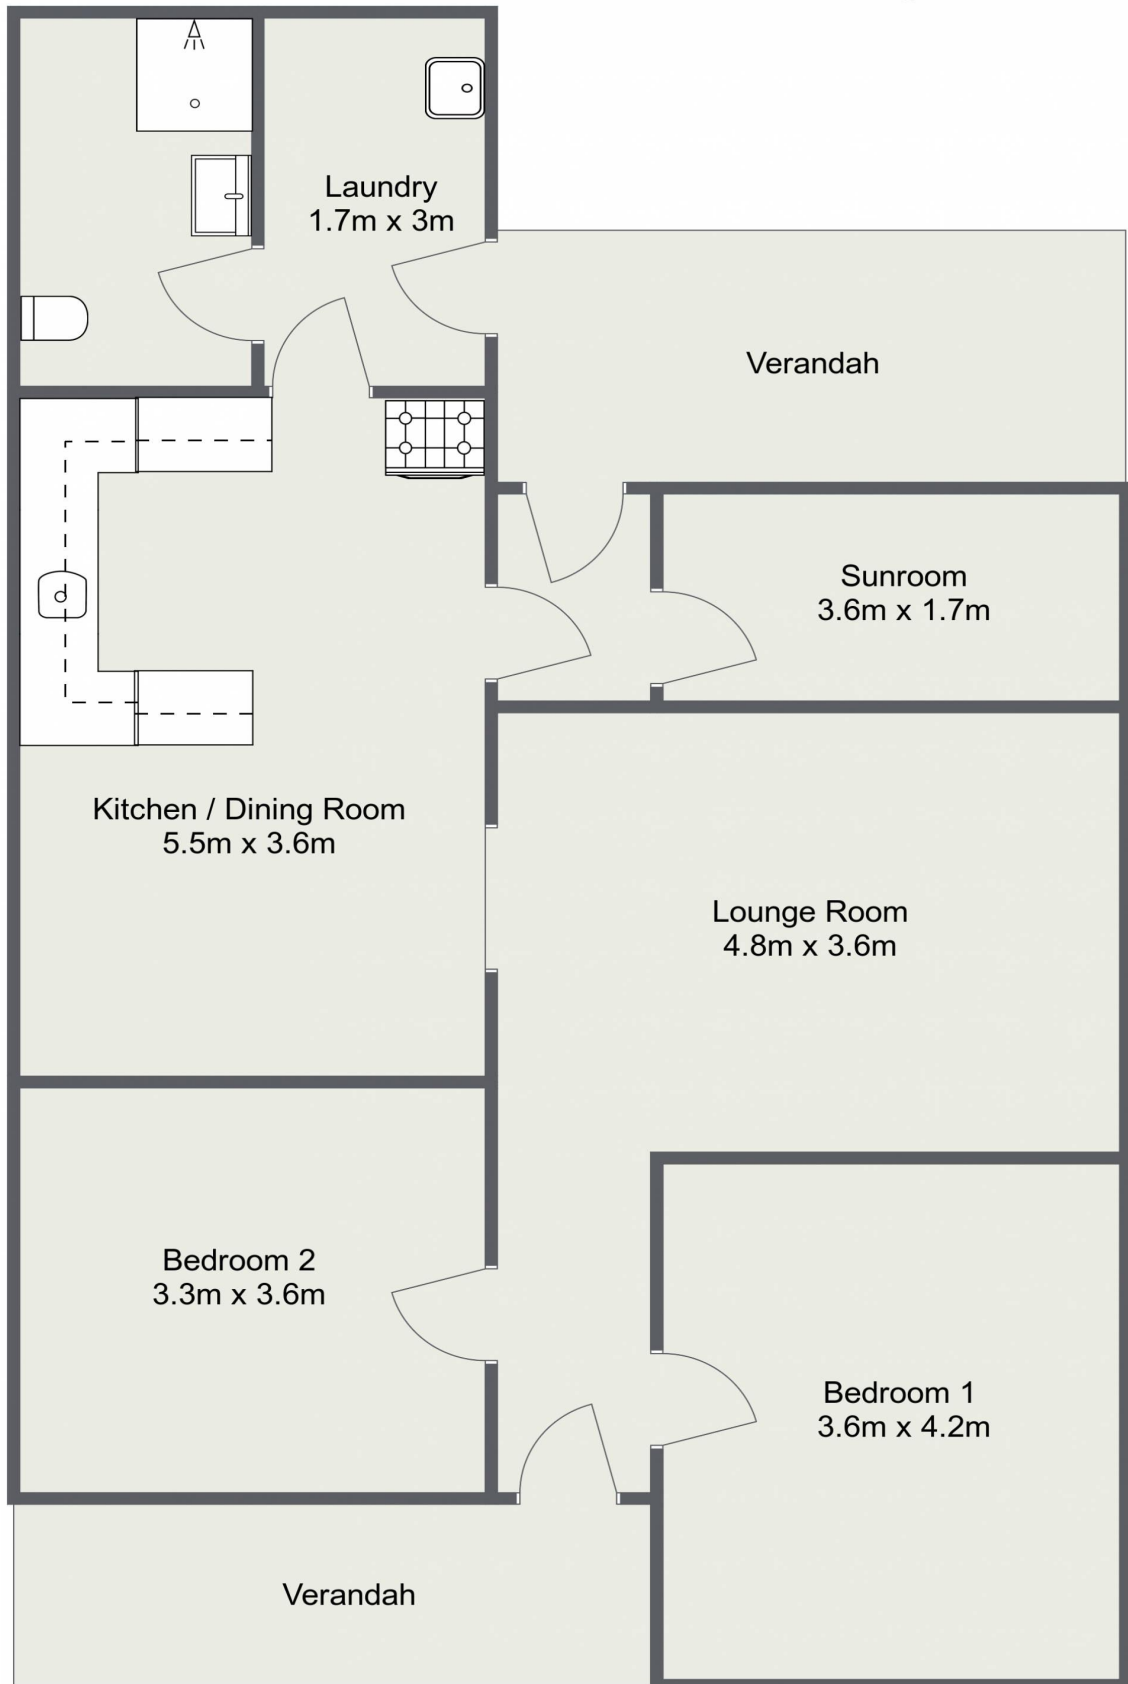 Laundry
1.7m x 3m
Verandah
Sunroom
3.6m x 1.7m
Kitchen / Dining Room
5.5m x 3.6m
Lounge Room
4.8m x 3.6m
Bedroom 2
3.3m x 3.6m
Bedroom 1
3.6m x 4.2m
Verandah